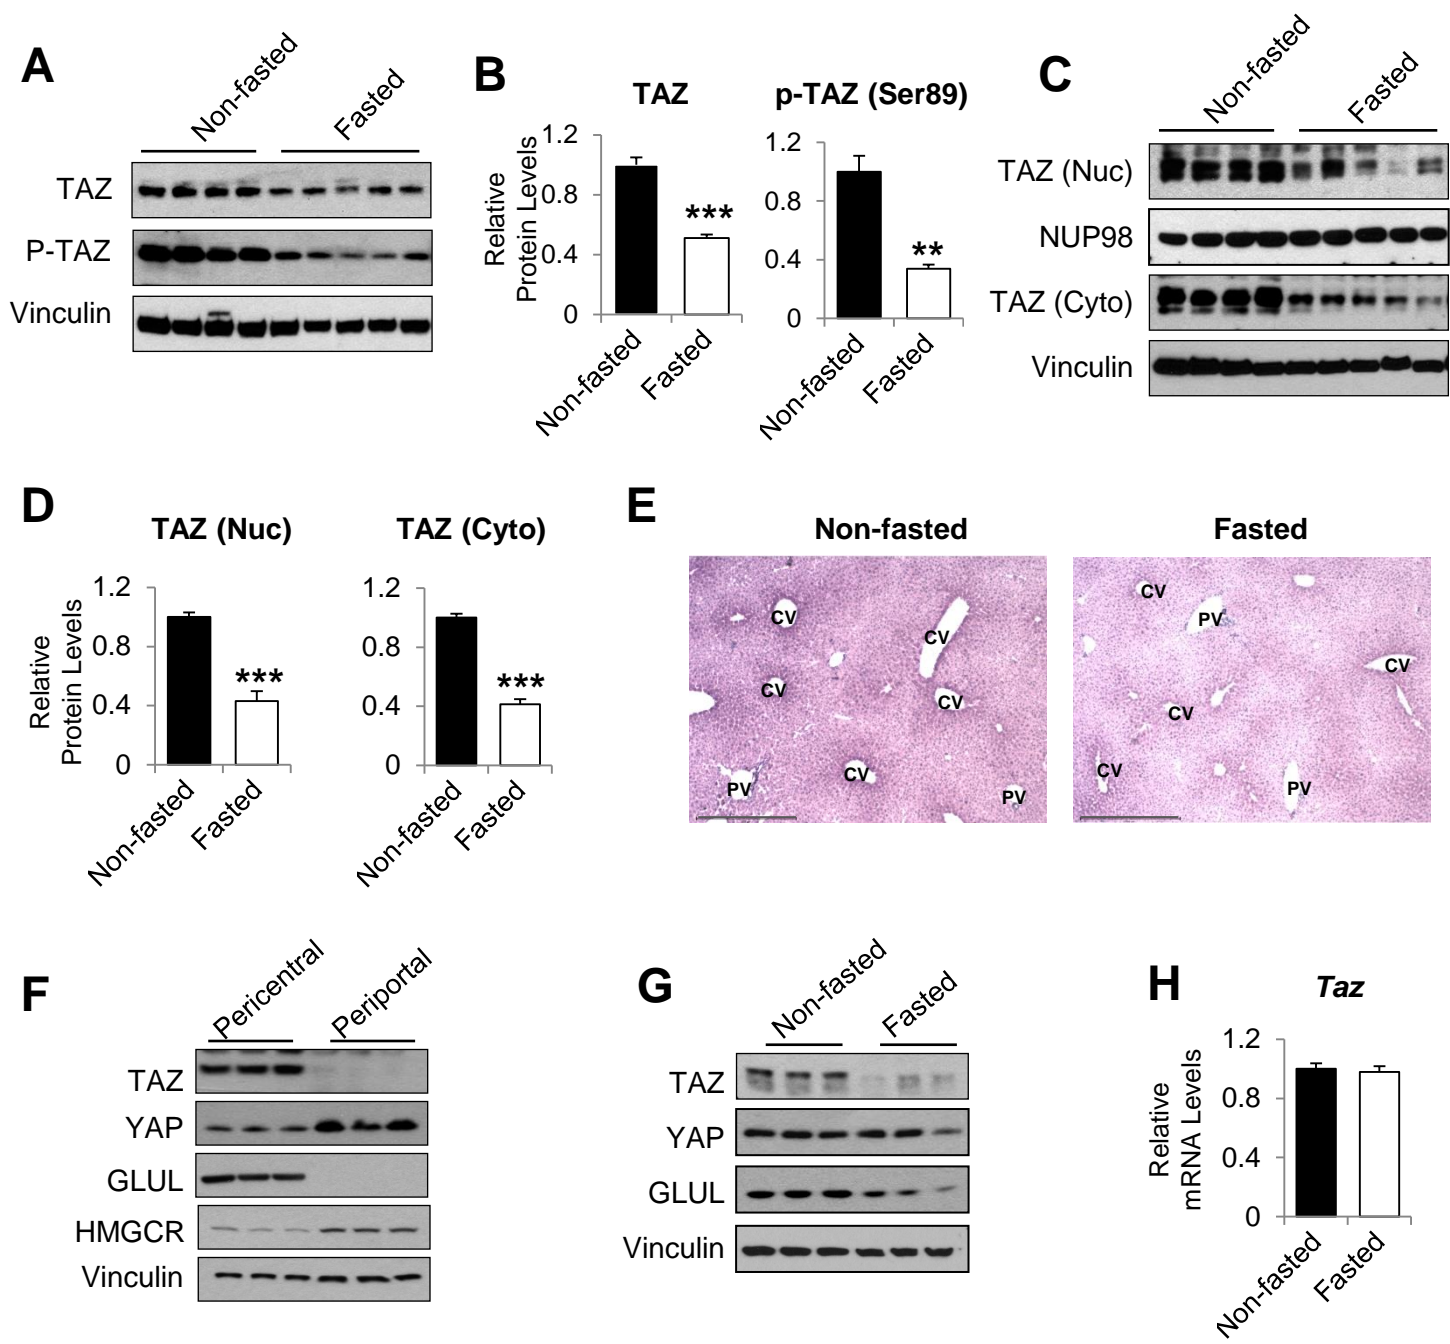 A
Non-fasted
Fasted
TAZ
P-TAZ
Vinculin
B
TAZ
p-TAZ (Ser89)
Relative
Protein Levels
1.2
0.8
0.4
0
***
Non-fasted
Fasted
1.2
0.8
0.4
0
**
Non-fasted
Fasted
C
Non-fasted
Fasted
TAZ (Nuc)
NUP98
TAZ (Cyto)
Vinculin
D
TAZ (Nuc)
TAZ (Cyto)
Relative
Protein Levels
1.2
0.8
0.4
0
***
Non-fasted
Fasted
1.2
0.8
0.4
0
***
Non-fasted
Fasted
E
Non-fasted
Fasted
CV
CV
CV
CV
CV
PV
PV
CV
PV
CV
CV
CV
PV
F
Pericentral
Periportal
TAZ
YAP
GLUL
HMGCR
Vinculin
G
Non-fasted
Fasted
TAZ
YAP
GLUL
Vinculin
H
Taz
Relative
mRNA Levels
1.2
0.8
0.4
0
Non-fasted
Fasted